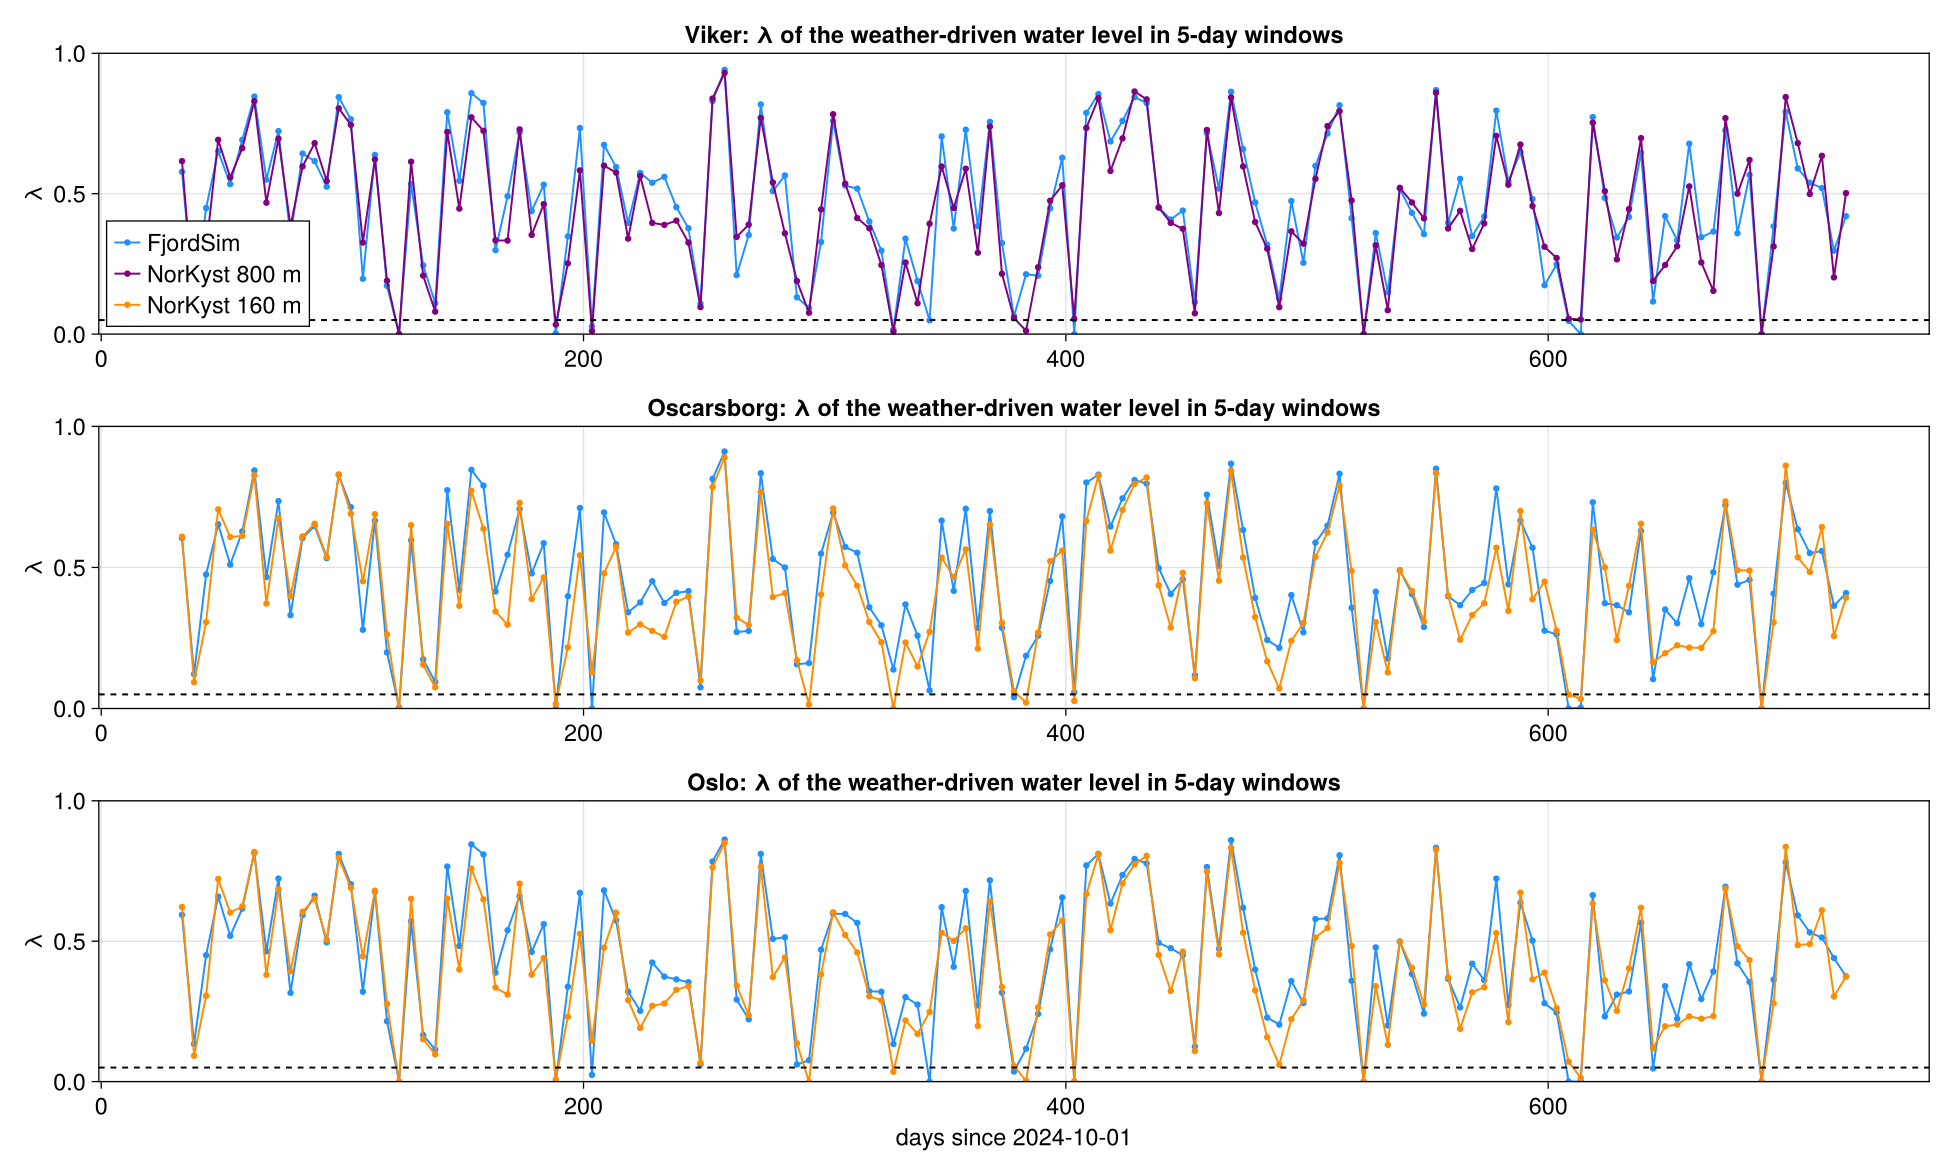 Viker: λ of the weather-driven water level in 5-day windows
1.0
0.5
0.0
λ
FjordSim
NorKyst 800 m
NorKyst 160 m
0 200 400 600
Oscarsborg: λ of the weather-driven water level in 5-day windows
1.0
0.5
0.0
λ
0 200 400 600
Oslo: λ of the weather-driven water level in 5-day windows
1.0
0.5
0.0
λ
0 200 400 600
days since 2024-10-01